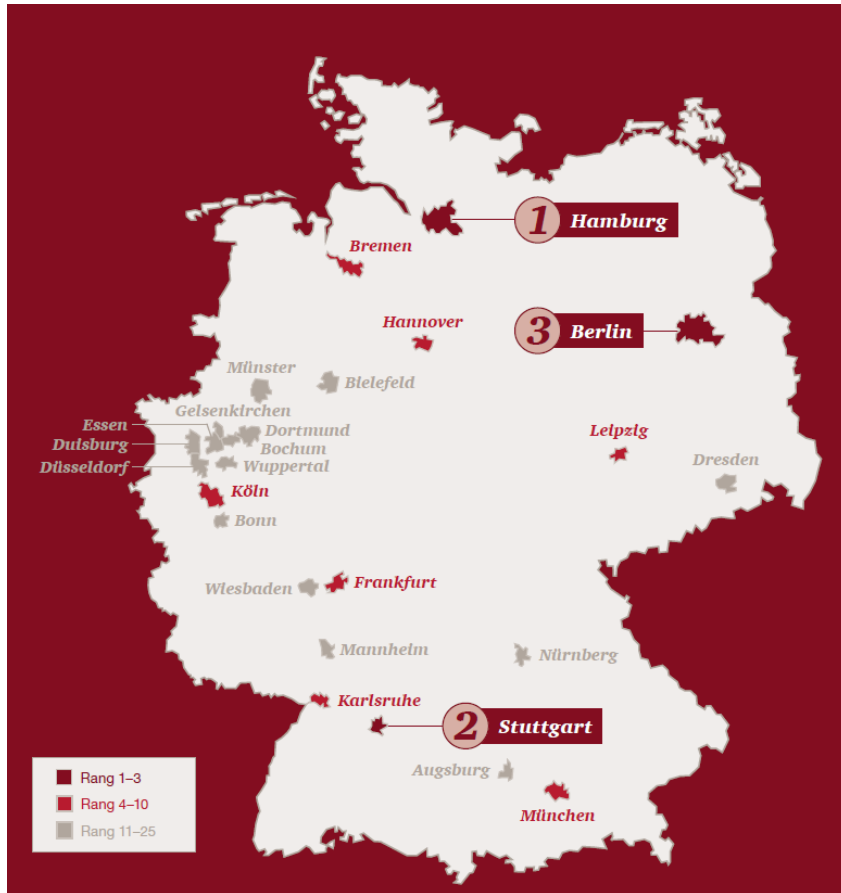 1 Hamburg
Bremen
Hannover
3 Berlin
Münster
Bielefeld
Gelsenkirchen
Essen
Dortmund
Duisburg
Bochum
Düsseldorf
Wuppertal
Leipzig
Dresden
Köln
Bonn
Wiesbaden
Frankfurt
Mannheim
Nürnberg
Karlsruhe
2 Stuttgart
Augsburg
München
Rang 1–3
Rang 4–10
Rang 11–25